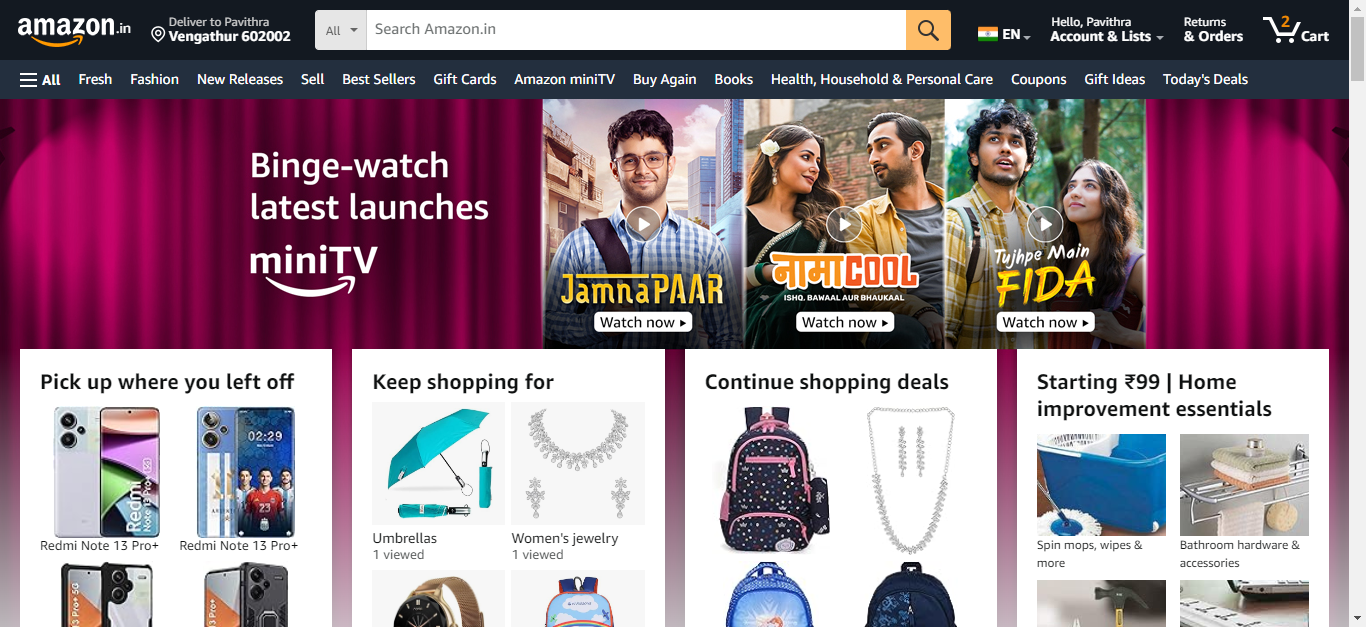 amazon.in
Deliver to Pavithra
Vengathur 602002
All
Search Amazon.in
EN
Hello, Pavithra
Account & Lists
Returns
& Orders
2
Cart
All
Fresh
Fashion
New Releases
Sell
Best Sellers
Gift Cards
Amazon miniTV
Buy Again
Books
Health, Household & Personal Care
Coupons
Gift Ideas
Today's Deals
Binge-watch
latest launches
miniTV
JamnaPAAR
Watch now
नामाCOOL
ISHQ, BAWAAL AUR BHAUKAAL
Watch now
Tujhpe Main
FIDA
Watch now
Pick up where you left off
Redmi
Note 13 Pro+
02:29
23
Redmi Note 13 Pro+
Redmi Note 13 Pro+
Keep shopping for
Umbrellas
1 viewed
Women's jewelry
1 viewed
Continue shopping deals
Starting ₹99 | Home
improvement essentials
Spin mops, wipes &
more
Bathroom hardware &
accessories